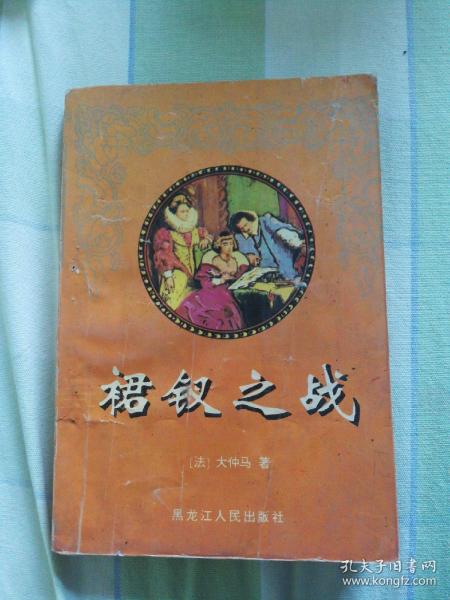 裙钗之战
[法] 大仲马 著
黑龙江人民出版社
孔夫子旧书网
www.kongfz.com